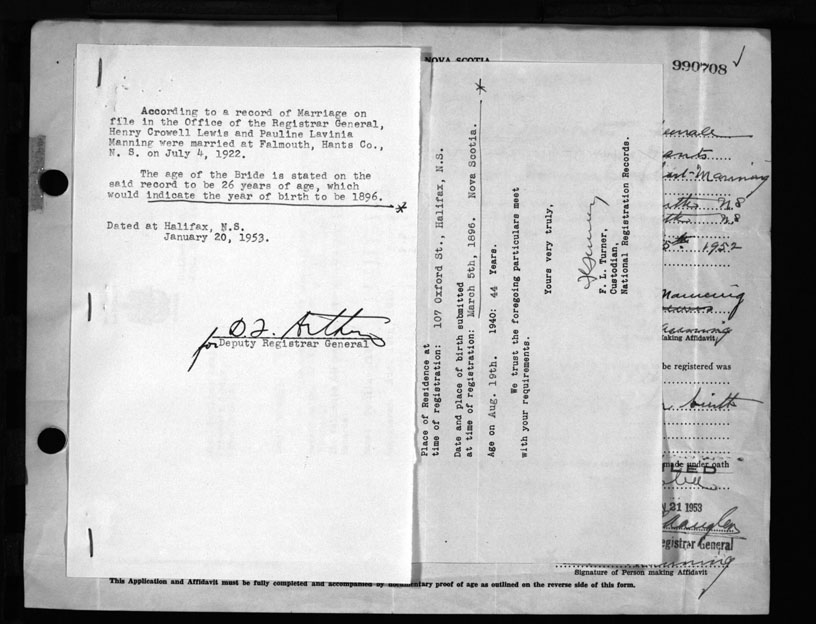 NOVA SCOTIA
990708
According to a record of Marriage on
file in the Office of the Registrar General,
Henry Crowell Lewis and Pauline Lavinia
Manning were married at Falmouth, Hants Co.,
N. S. on July 4, 1922.
The age of the Bride is stated on the
said record to be 26 years of age, which
would indicate the year of birth to be 1896.
*
Dated at Halifax, N.S.
January 20, 1953.
for Deputy Registrar General
Place of Residence at
time of registration: 107 Oxford St., Halifax, N.S.
Date and place of birth submitted
at time of registration: March 5th, 1896. Nova Scotia. *
Age on Aug. 19th. 1940: 44 Years.
We trust the foregoing particulars meet
with your requirements.
Yours very truly,
F. L. Turner,
Custodian,
National Registration Records.
N.S
N.S
1952
Manning
making Affidavit
be registered was
birth
made under oath
21 1953
Registrar General
Signature of Person making Affidavit
This Application and Affidavit must be fully completed and accompanied by documentary proof of age as outlined on the reverse side of this form.